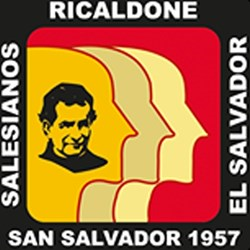 RICALDONE
SALESIANOS
EL SALVADOR
SAN SALVADOR 1957